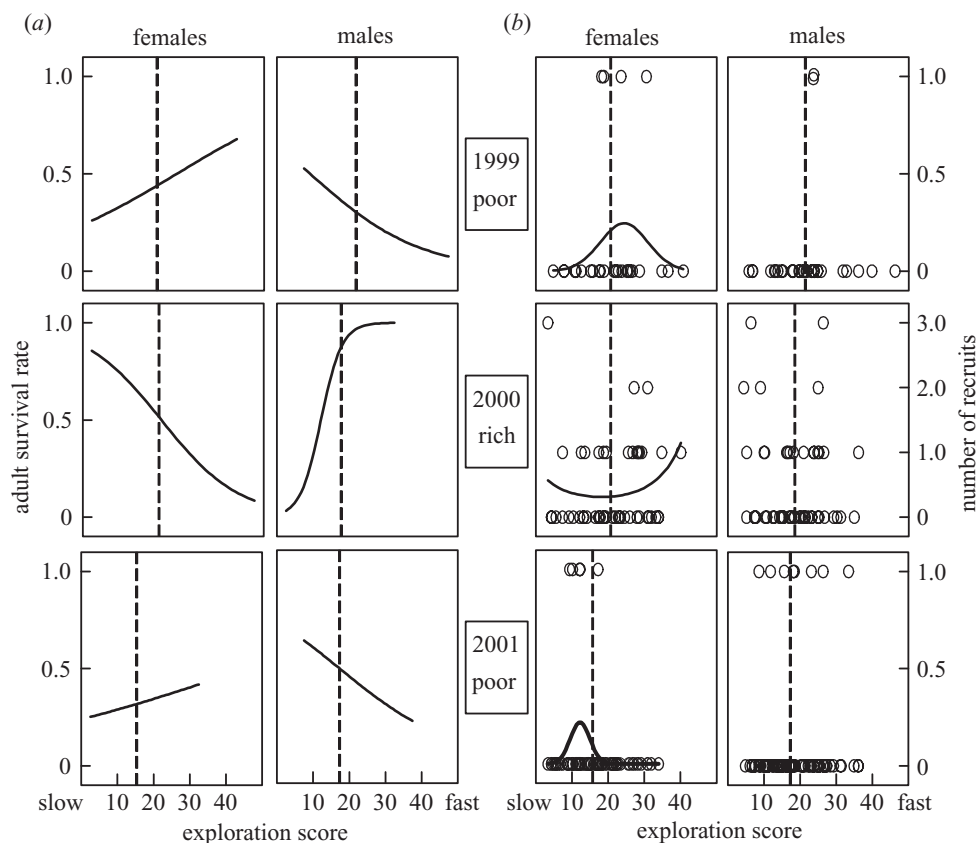 (a)
females
males
(b)
females
males
1.0
0.5
0
1999
poor
1.0
0.5
0
adult survival rate
1.0
0.5
0
2000
rich
3.0
2.0
1.0
0
number of recruits
1.0
0.5
0
2001
poor
1.0
0.5
0
slow 10 20 30 40
10 20 30 40 fast
slow 10 20 30 40
10 20 30 40 fast
exploration score
exploration score